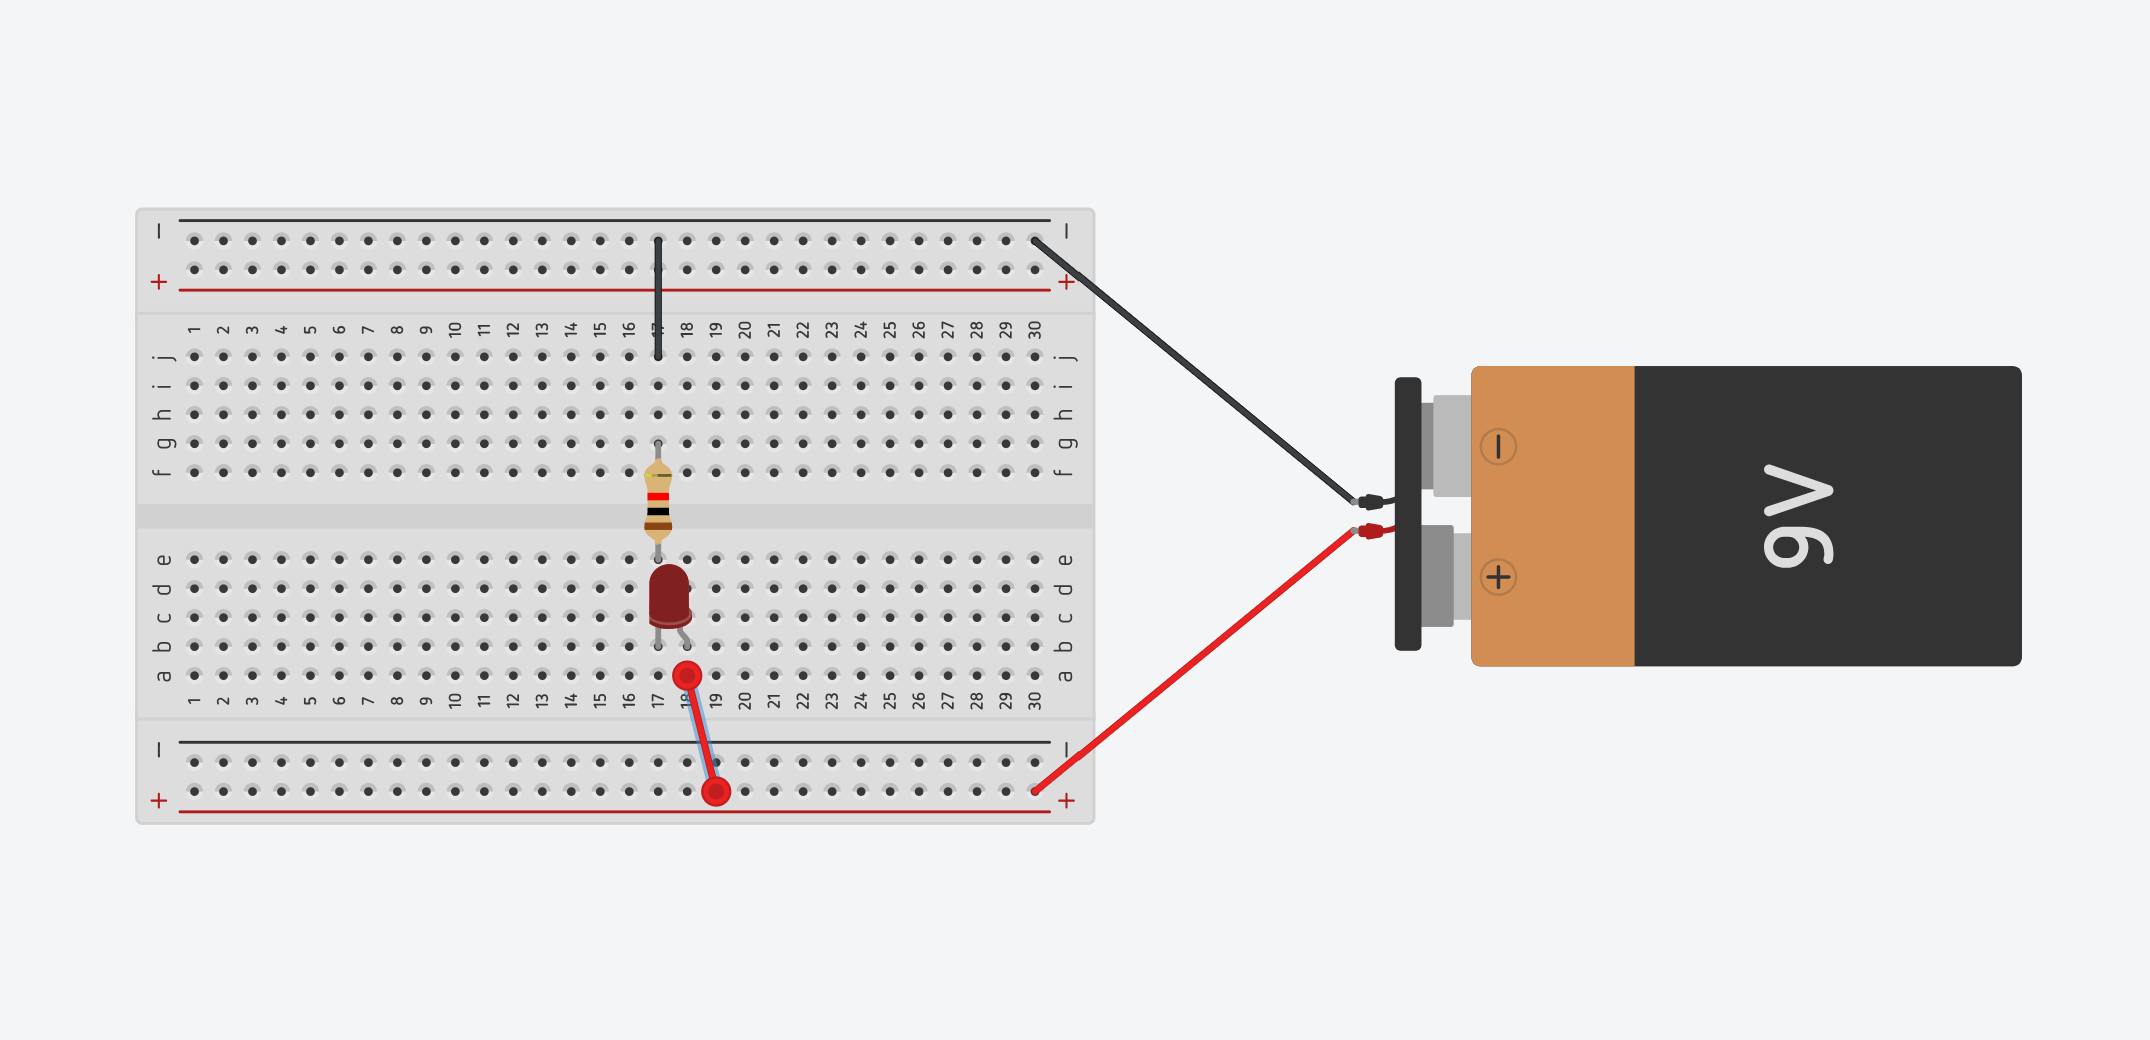 − −
+ +
1 2 3 4 5 6 7 8 9 10 11 12 13 14 15 16 17 18 19 20 21 22 23 24 25 26 27 28 29 30
j j
i i
h h
g g
f f
e e
d d
c c
b b
a a
1 2 3 4 5 6 7 8 9 10 11 12 13 14 15 16 17 18 19 20 21 22 23 24 25 26 27 28 29 30
− −
+ +
−
+
9V